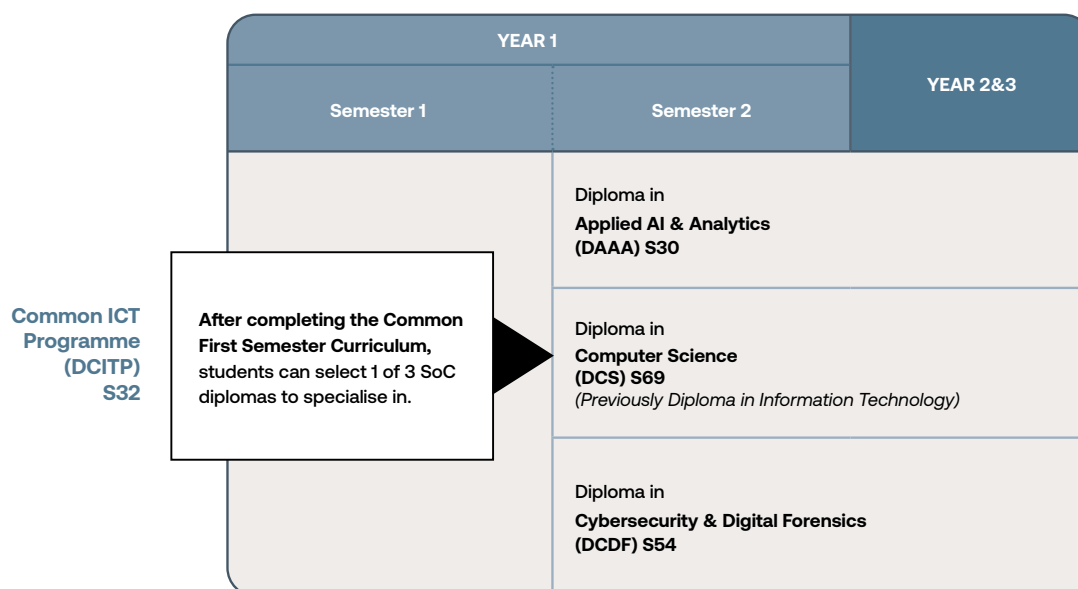 YEAR 1
YEAR 2&3
Semester 1
Semester 2
Common ICT
Programme
(DCITP)
S32
After completing the Common
First Semester Curriculum,
students can select 1 of 3 SoC
diplomas to specialise in.
Diploma in
Applied AI & Analytics
(DAAA) S30
Diploma in
Computer Science
(DCS) S69
(Previously Diploma in Information Technology)
Diploma in
Cybersecurity & Digital Forensics
(DCDF) S54